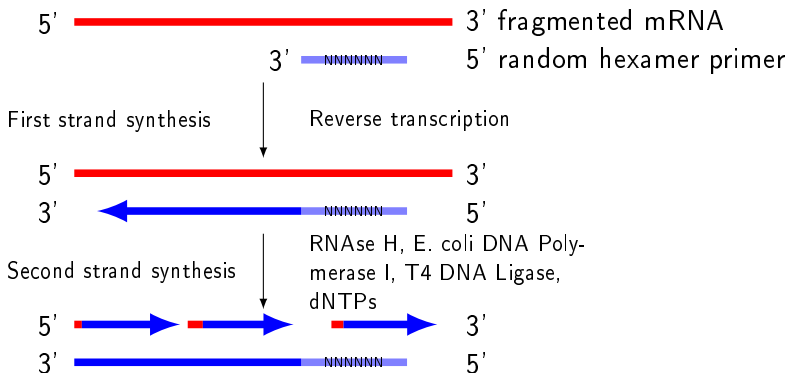 5' 3' fragmented mRNA
3' NNNNNN 5' random hexamer primer
First strand synthesis Reverse transcription
5' 3'
3' NNNNNN 5'
RNAse H, E. coli DNA Poly-
Second strand synthesis merase I, T4 DNA Ligase,
dNTPs
5' 3'
3' NNNNNN 5'